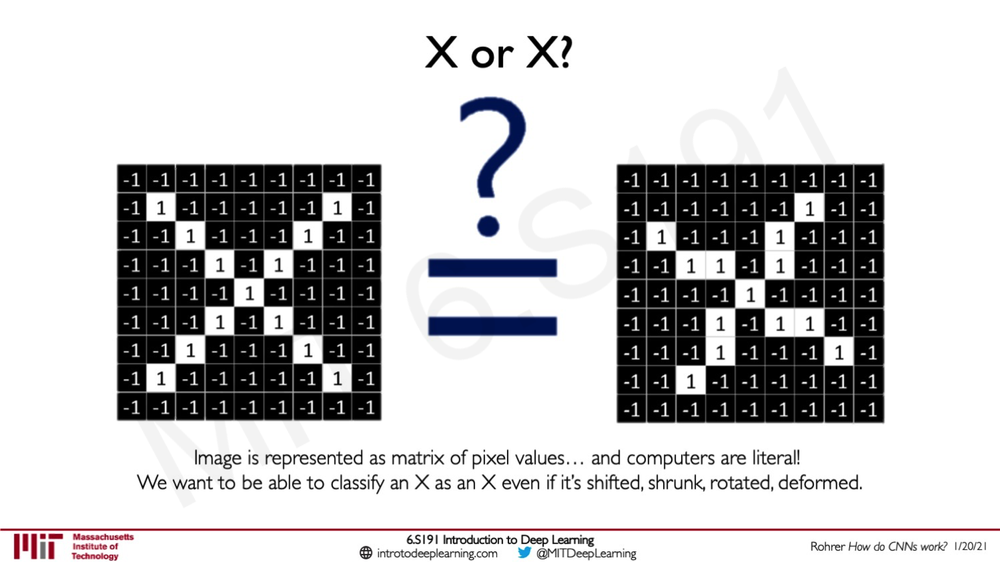 X or X?
?
=
-1 -1 -1 -1 -1 -1 -1 -1 -1
-1 1 -1 -1 -1 -1 -1 1 -1
-1 -1 1 -1 -1 -1 1 -1 -1
-1 -1 -1 1 -1 1 -1 -1 -1
-1 -1 -1 -1 1 -1 -1 -1 -1
-1 -1 -1 1 -1 1 -1 -1 -1
-1 -1 1 -1 -1 -1 1 -1 -1
-1 1 -1 -1 -1 -1 -1 1 -1
-1 -1 -1 -1 -1 -1 -1 -1 -1
-1 -1 -1 -1 -1 -1 -1 -1 -1
-1 -1 -1 -1 -1 -1 1 -1 -1
-1 1 -1 -1 -1 1 -1 -1 -1
-1 -1 1 1 -1 1 -1 -1 -1
-1 -1 -1 -1 1 -1 -1 -1 -1
-1 -1 -1 1 -1 1 1 -1 -1
-1 -1 -1 1 -1 -1 -1 1 -1
-1 -1 1 -1 -1 -1 -1 -1 -1
-1 -1 -1 -1 -1 -1 -1 -1 -1
MIT 6.S191
Image is represented as matrix of pixel values... and computers are literal!
We want to be able to classify an X as an X even if it's shifted, shrunk, rotated, deformed.
MIT
Massachusetts
Institute of
Technology
6.S191 Introduction to Deep Learning
introtodeeplearning.com @MITDeepLearning
Rohrer How do CNNs work? 1/20/21